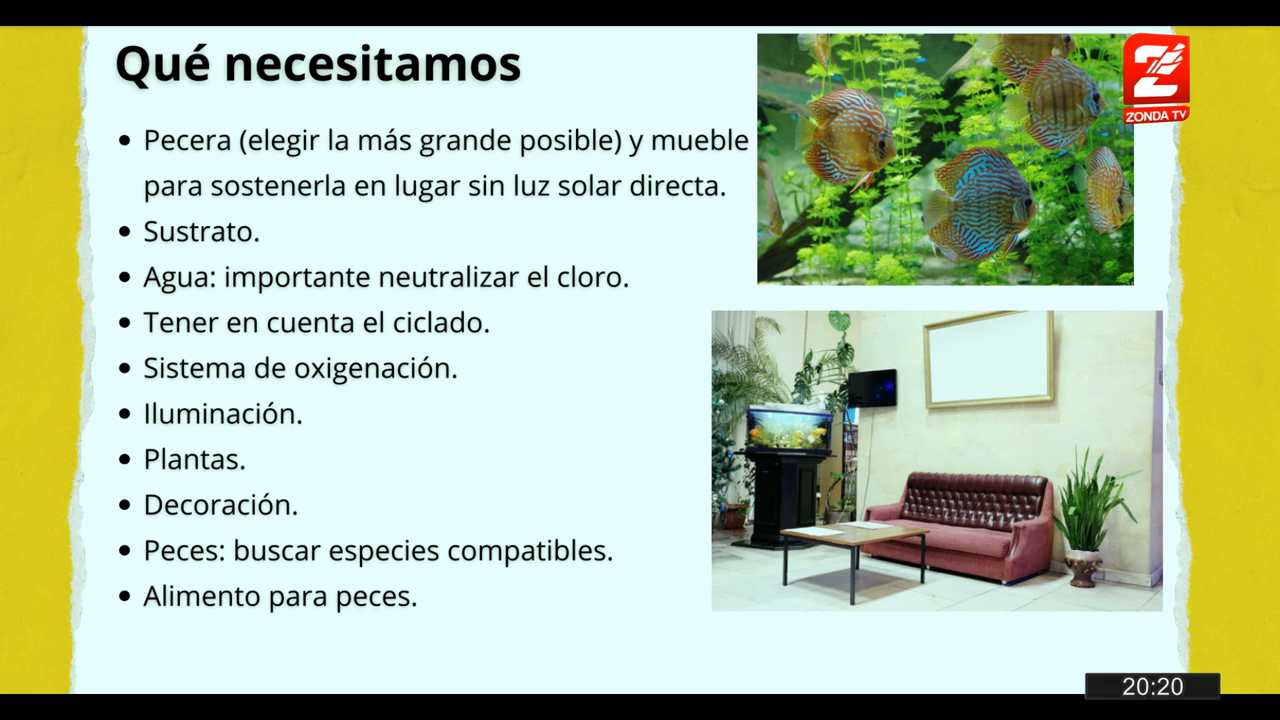 Qué necesitamos
Z
ZONDA TV
• Pecera (elegir la más grande posible) y mueble
para sostenerla en lugar sin luz solar directa.
• Sustrato.
• Agua: importante neutralizar el cloro.
• Tener en cuenta el ciclado.
• Sistema de oxigenación.
• Iluminación.
• Plantas.
• Decoración.
• Peces: buscar especies compatibles.
• Alimento para peces.
20:20